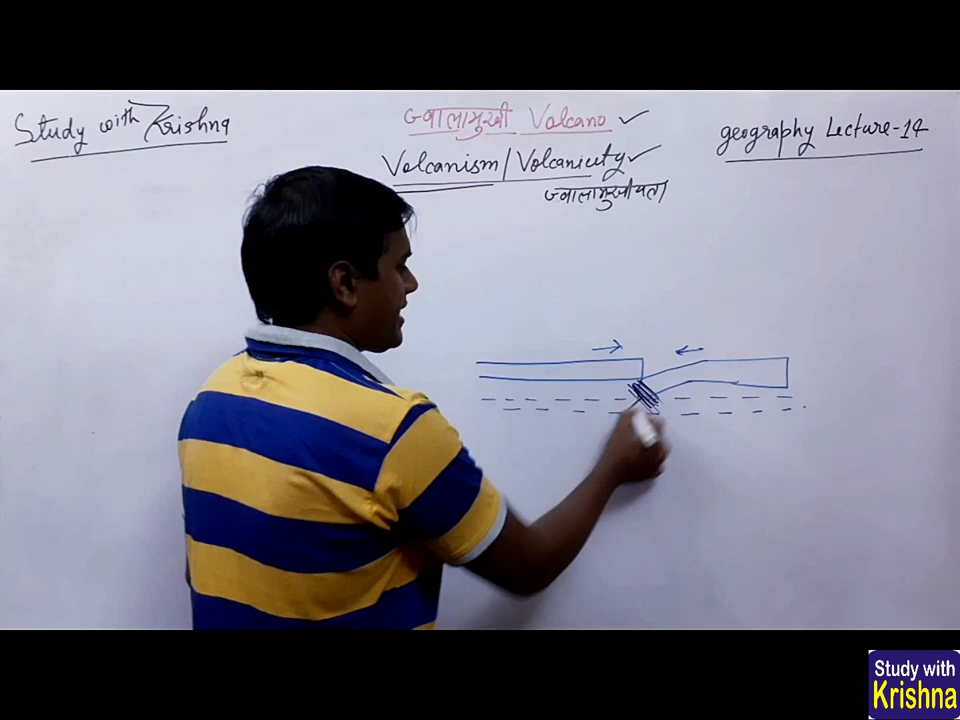 Study with Krishna
ज्वालामुखी Volcano ✓
Volcanism / Volcanicity ✓
ज्वालामुखीयता
geography Lecture-14
Study with
Krishna